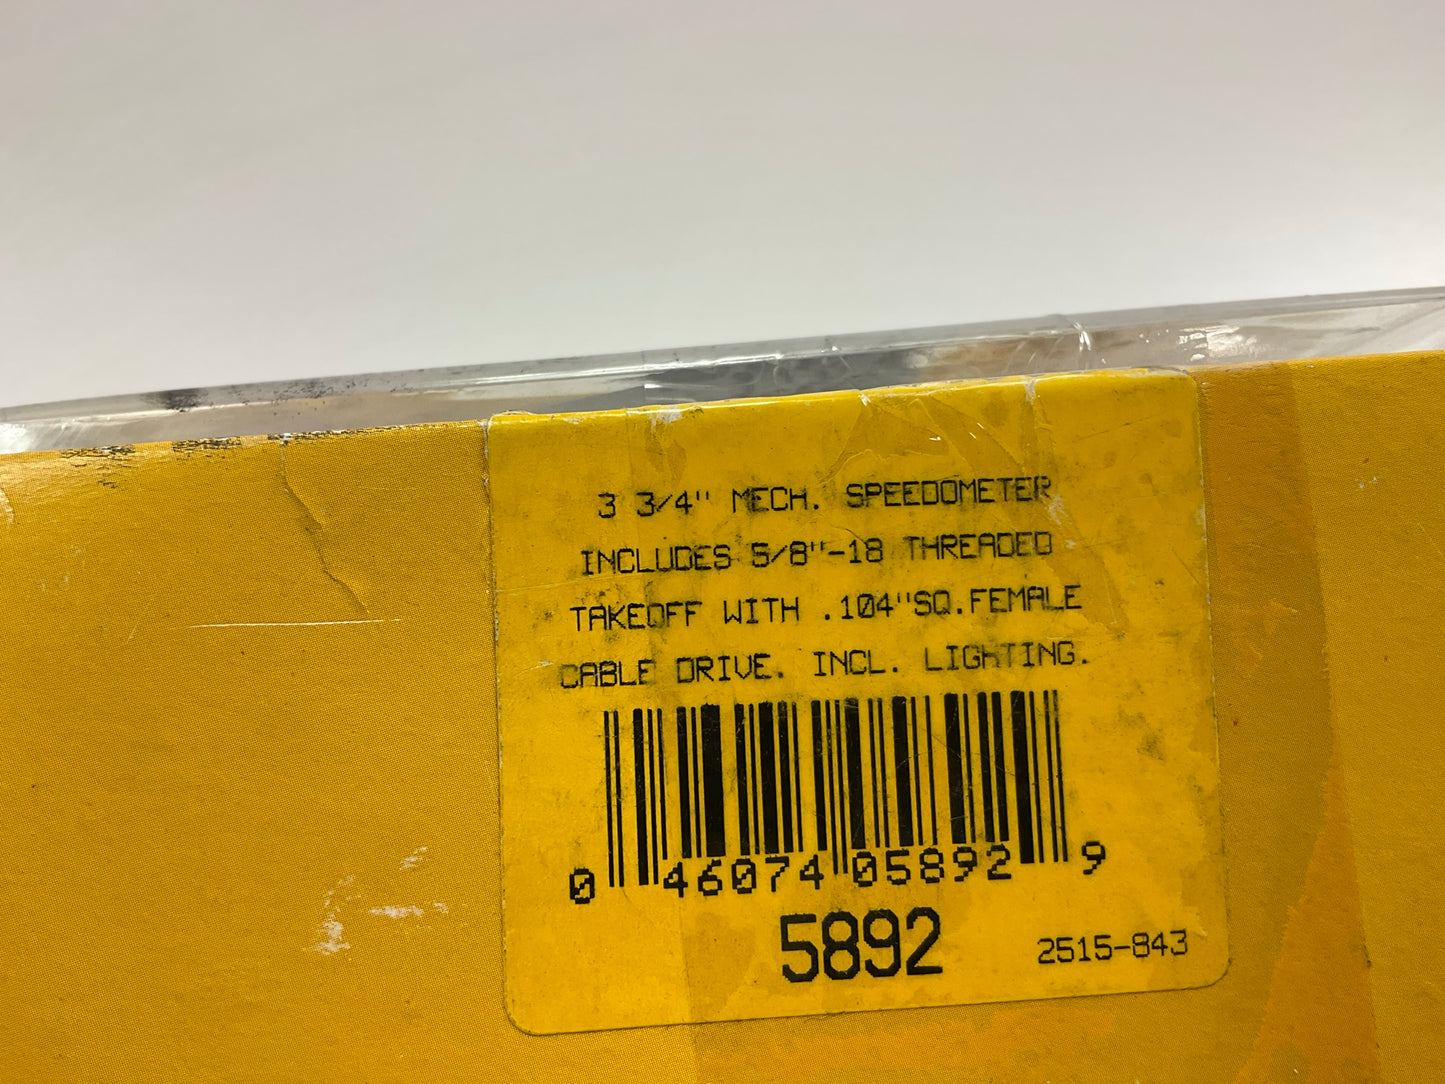 3 3/4" MECH. SPEEDOMETER
INCLUDES 5/8"-18 THREADED
TAKEOFF WITH .104"SQ.FEMALE
CABLE DRIVE. INCL. LIGHTING.
0 46074 05892 9
5892 2515-843